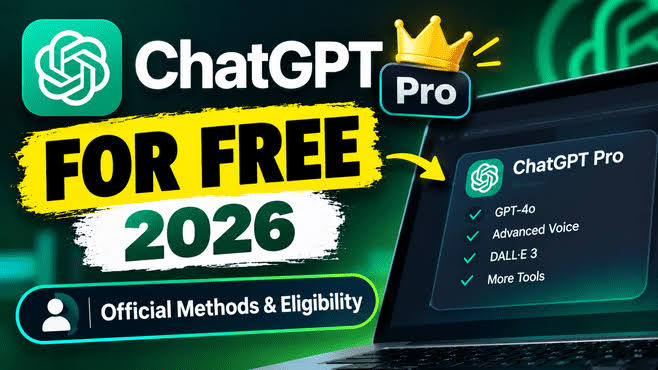 ChatGPT
Pro
FOR FREE
2026
Official Methods & Eligibility
ChatGPT Pro
GPT-4o
Advanced Voice
DALL·E 3
More Tools